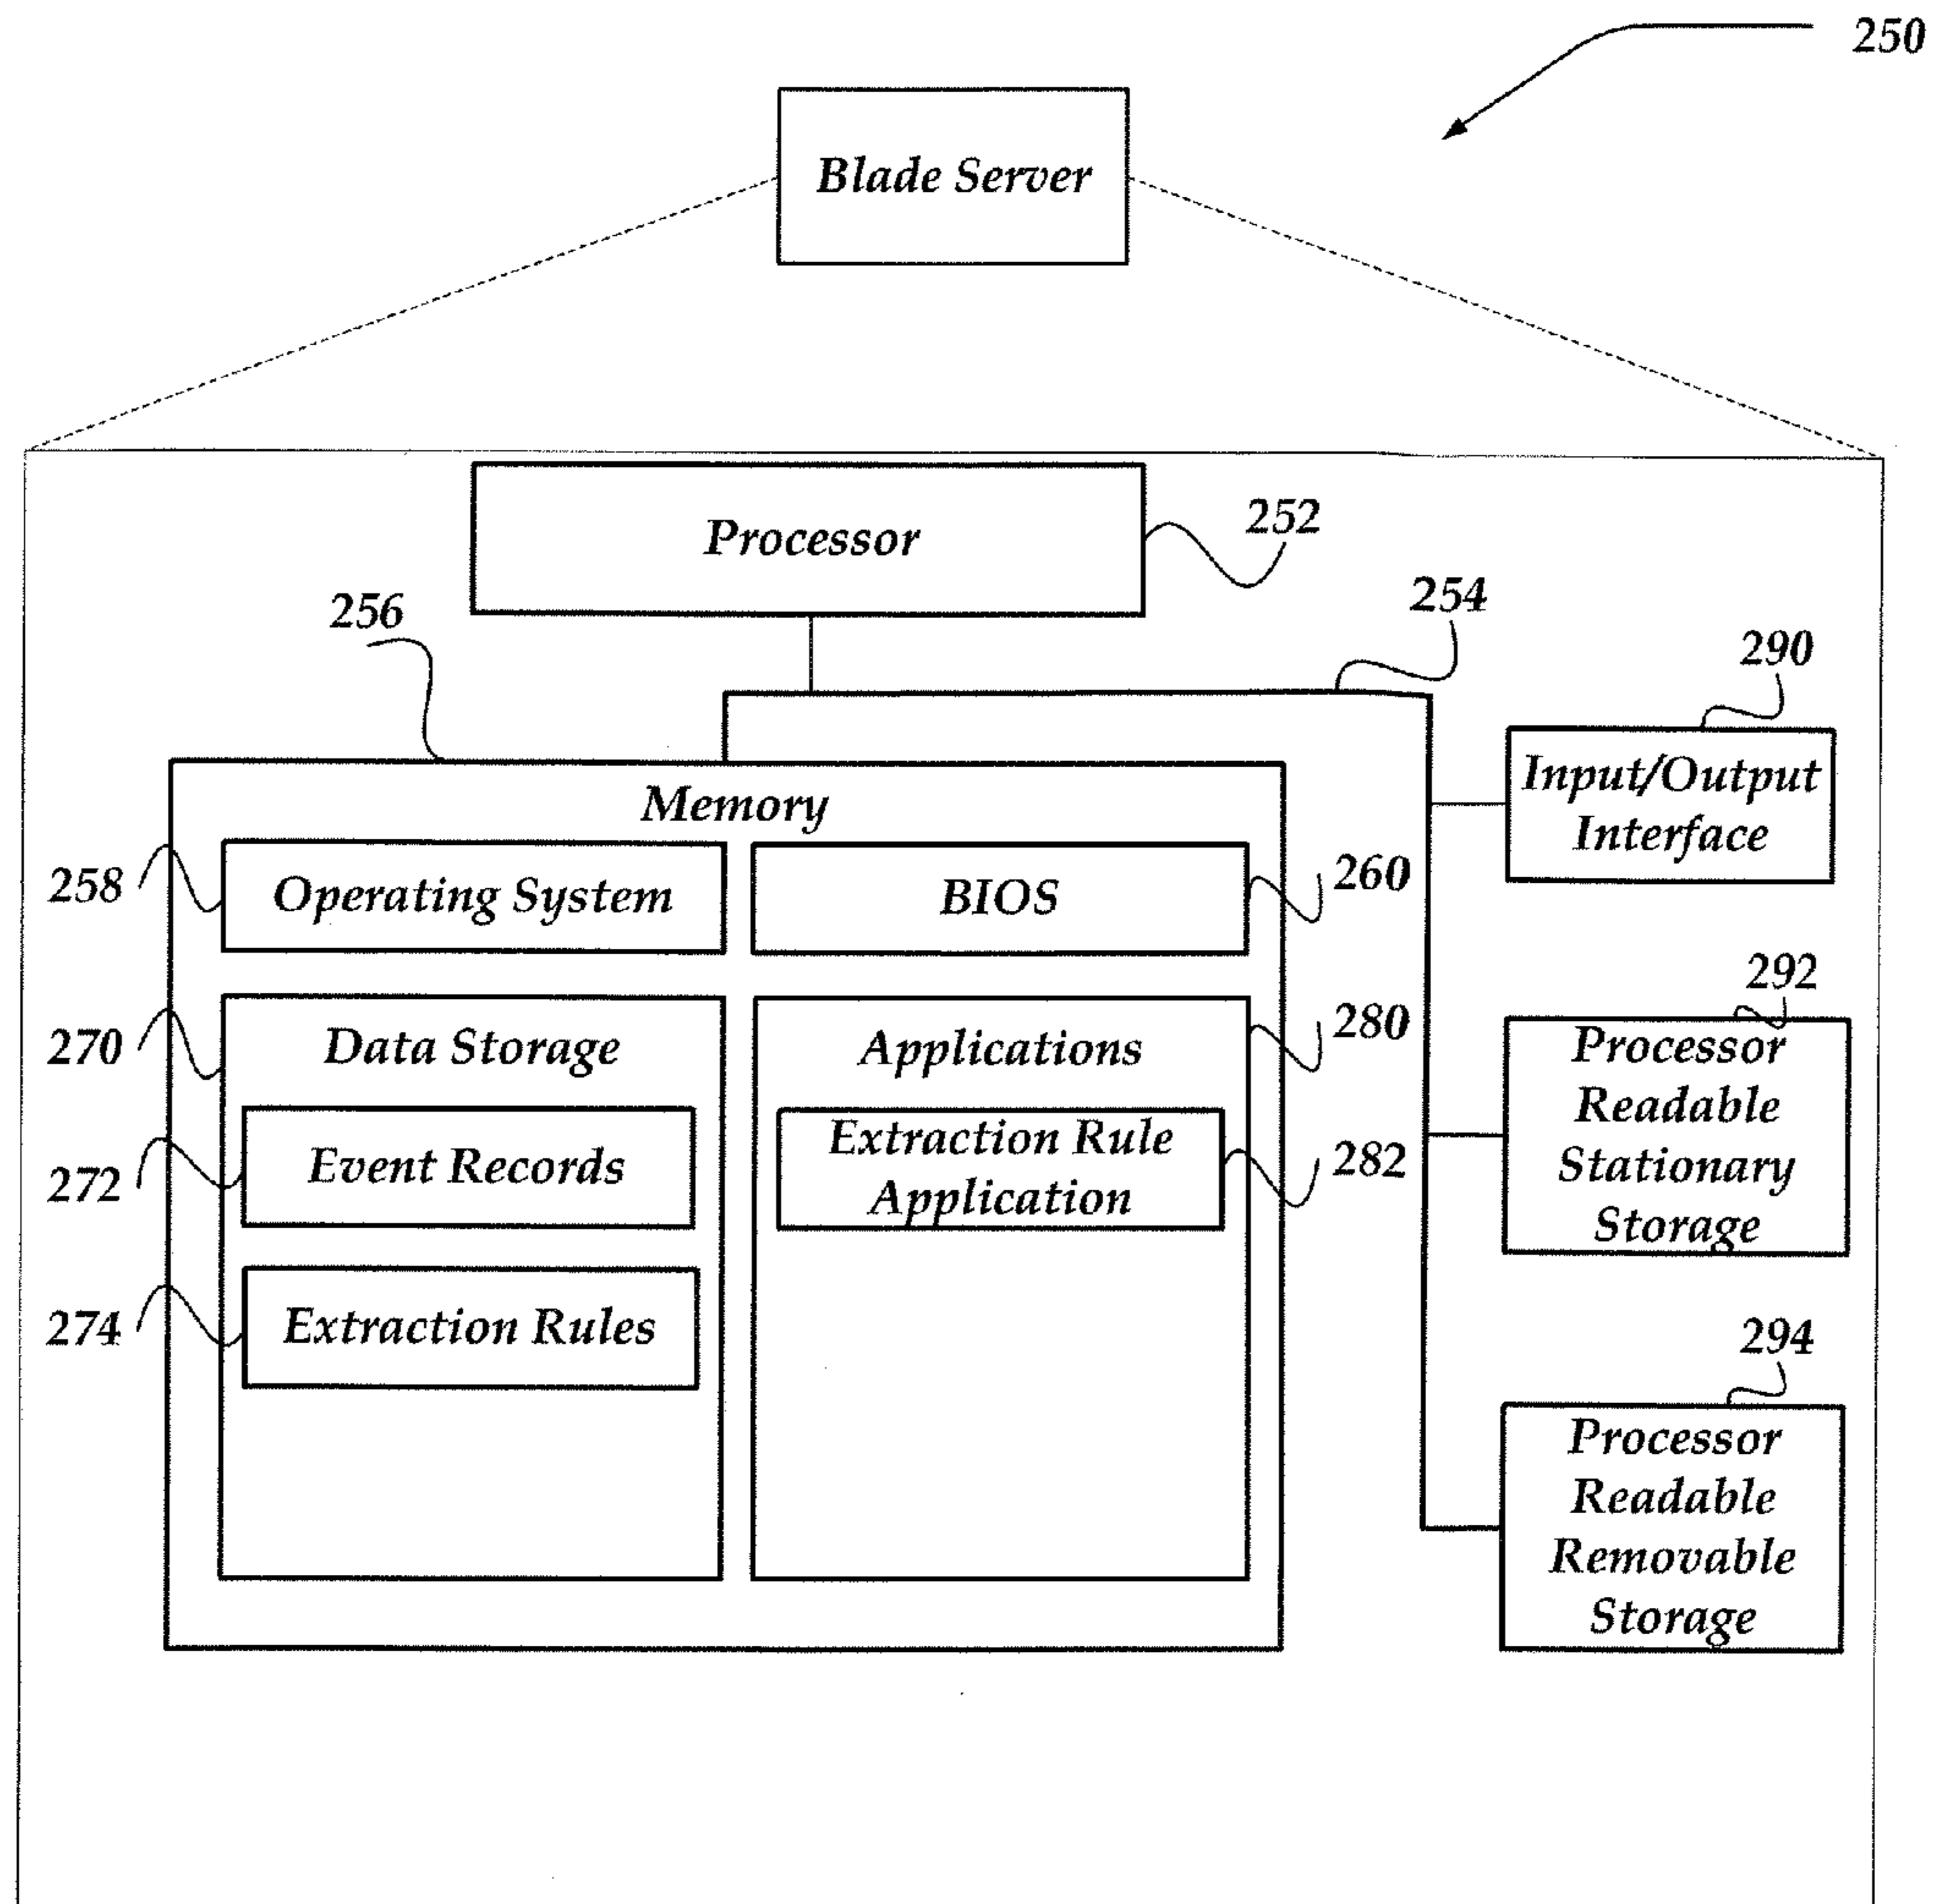 250
Blade Server
Processor
252
254
256
290
Input/Output
Interface
Memory
258
Operating System
BIOS
260
292
Processor
Readable
Stationary
Storage
270
Data Storage
Applications
280
272
Event Records
Extraction Rule
Application
282
274
Extraction Rules
294
Processor
Readable
Removable
Storage